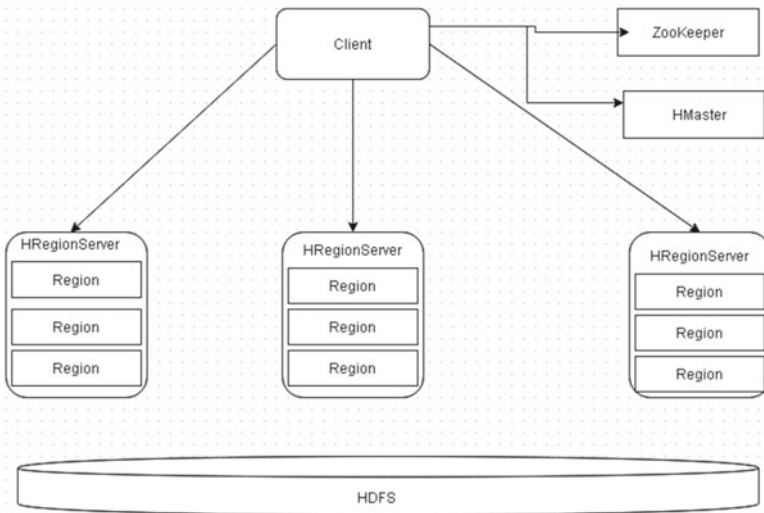 Client
ZooKeeper
HMaster
HRegionServer
Region
Region
Region
HRegionServer
Region
Region
Region
HRegionServer
Region
Region
Region
HDFS